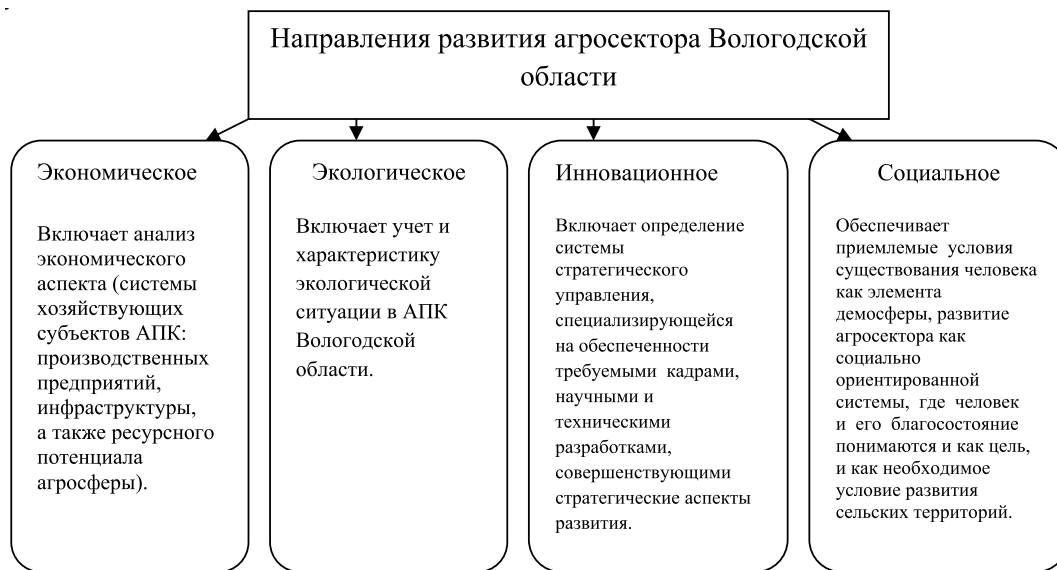 Направления развития агросектора Вологодской
области
Экономическое
Включает анализ
экономического
аспекта (системы
хозяйствующих
субъектов АПК:
производственных
предприятий,
инфраструктуры,
а также ресурсного
потенциала
агросферы).
Экологическое
Включает учет и
характеристику
экологической
ситуации в АПК
Вологодской
области.
Инновационное
Включает определение
системы
стратегического
управления,
специализирующейся
на обеспеченности
требуемыми кадрами,
научными и
техническими
разработками,
совершенствующими
стратегические аспекты
развития.
Социальное
Обеспечивает
приемлемые условия
существования человека
как элемента
демосферы, развитие
агросектора как
социально
ориентированной
системы, где человек
и его благосостояние
понимаются и как цель,
и как необходимое
условие развития
сельских территорий.